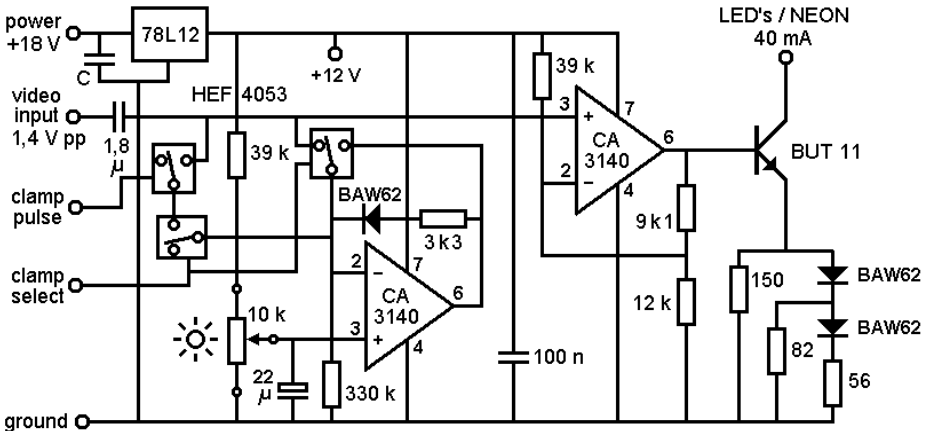 LED's / NEON
40 mA
power
+18 V
78L12
C
+12 V
HEF 4053
video
input
1,4 V pp
1,8
µ
39 k
39 k
3
+
2
−
7
CA
3140
6
4
BUT 11
clamp
pulse
BAW62
3k3
9k1
clamp
select
2
−
7
CA
3140
6
3
+
4
10 k
12 k
150
BAW62
BAW62
82
56
22
µ
330 k
100 n
ground